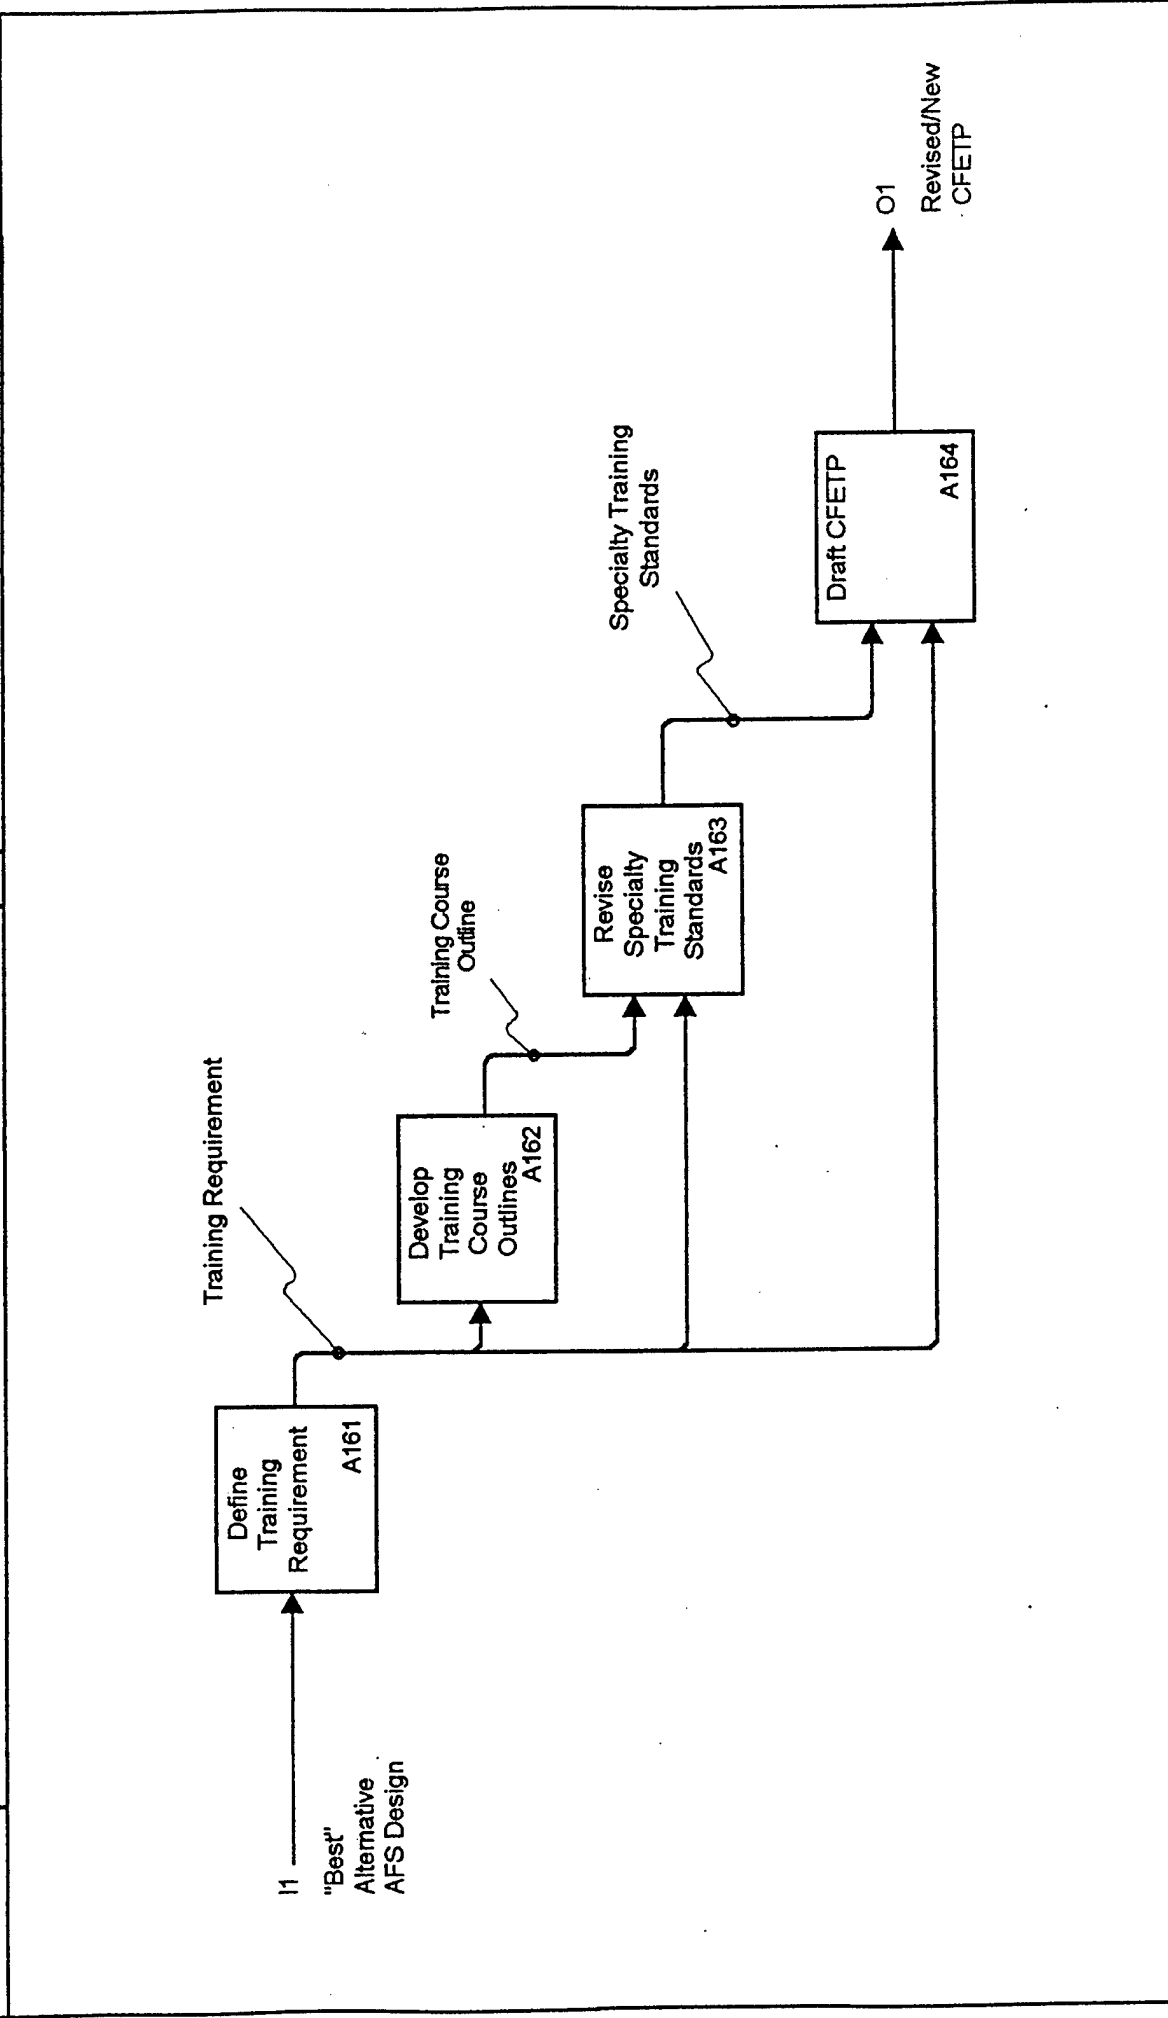 I1
"Best"
Alternative
AFS Design
Define
Training
Requirement
A161
Training Requirement
Develop
Training
Course
Outlines
A162
Training Course
Outline
Revise
Specialty
Training
Standards
A163
Specialty Training
Standards
Draft CFETP
A164
O1
Revised/New
CFETP